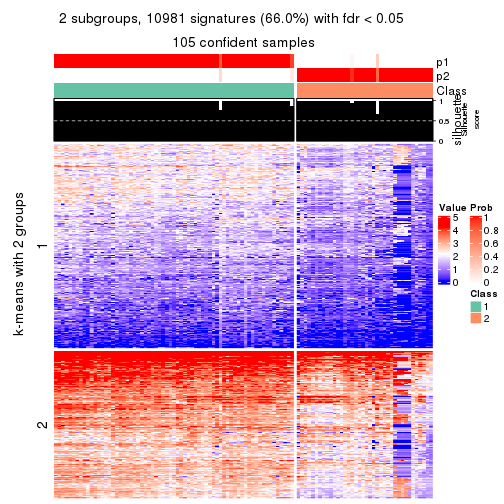 2 subgroups, 10981 signatures (66.0%) with fdr < 0.05
105 confident samples
p1
p2
Class
1
0.5
0
silhouette
Silhouette
score
k-means with 2 groups
1
2
Value
5
4
3
2
1
0
Prob
1
0.8
0.6
0.4
0.2
0
Class
1
2